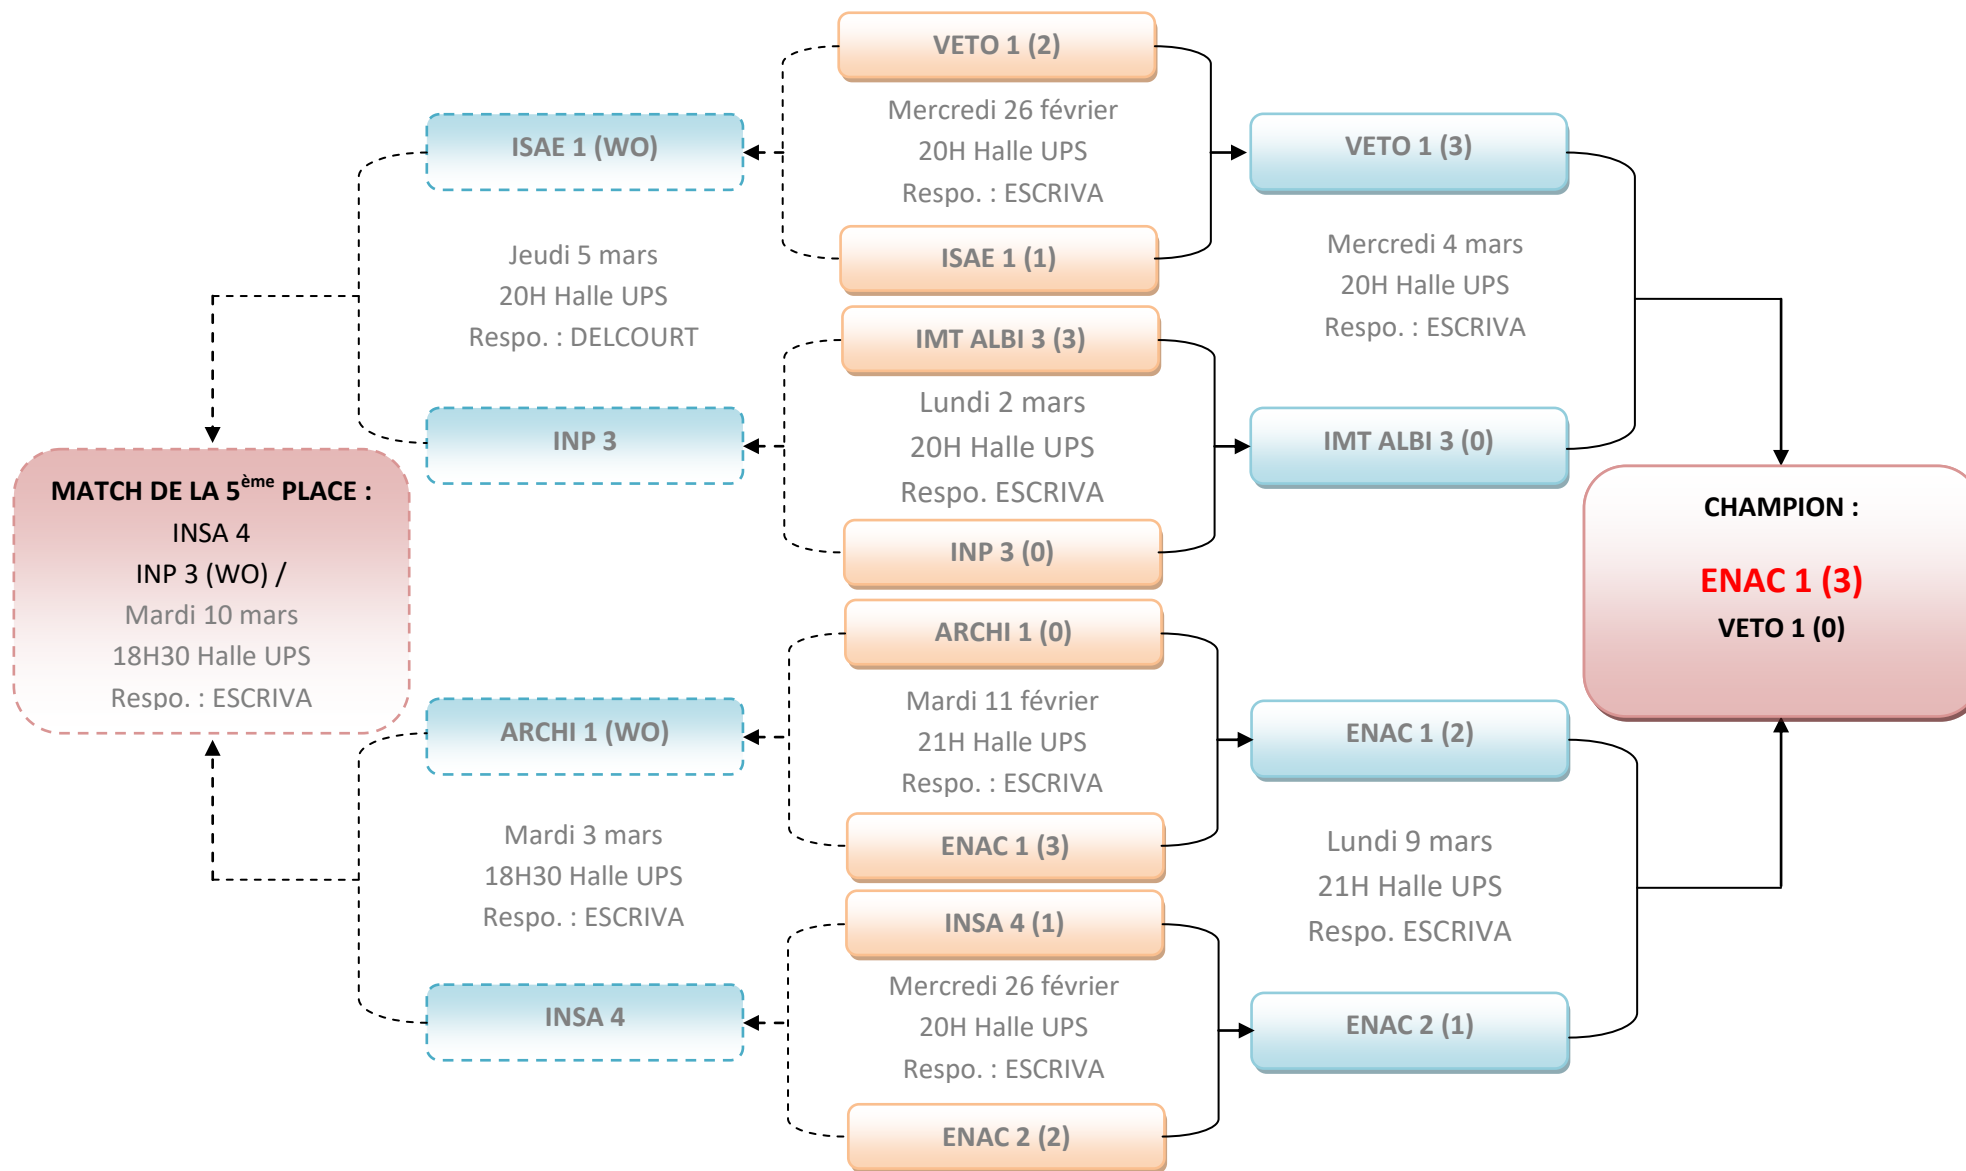 VETO 1 (2)
Mercredi 26 février
20H Halle UPS
Respo. : ESCRIVA
ISAE 1 (1)
ISAE 1 (WO)
Jeudi 5 mars
20H Halle UPS
Respo. : DELCOURT
INP 3
VETO 1 (3)
Mercredi 4 mars
20H Halle UPS
Respo. : ESCRIVA
IMT ALBI 3 (0)
IMT ALBI 3 (3)
Lundi 2 mars
20H Halle UPS
Respo. ESCRIVA
INP 3 (0)
MATCH DE LA 5ème PLACE :
INSA 4
INP 3 (WO) /
Mardi 10 mars
18H30 Halle UPS
Respo. : ESCRIVA
CHAMPION :
ENAC 1 (3)
VETO 1 (0)
ARCHI 1 (0)
Mardi 11 février
21H Halle UPS
Respo. : ESCRIVA
ENAC 1 (3)
ARCHI 1 (WO)
Mardi 3 mars
18H30 Halle UPS
Respo. : ESCRIVA
INSA 4
ENAC 1 (2)
Lundi 9 mars
21H Halle UPS
Respo. ESCRIVA
ENAC 2 (1)
INSA 4 (1)
Mercredi 26 février
20H Halle UPS
Respo. : ESCRIVA
ENAC 2 (2)